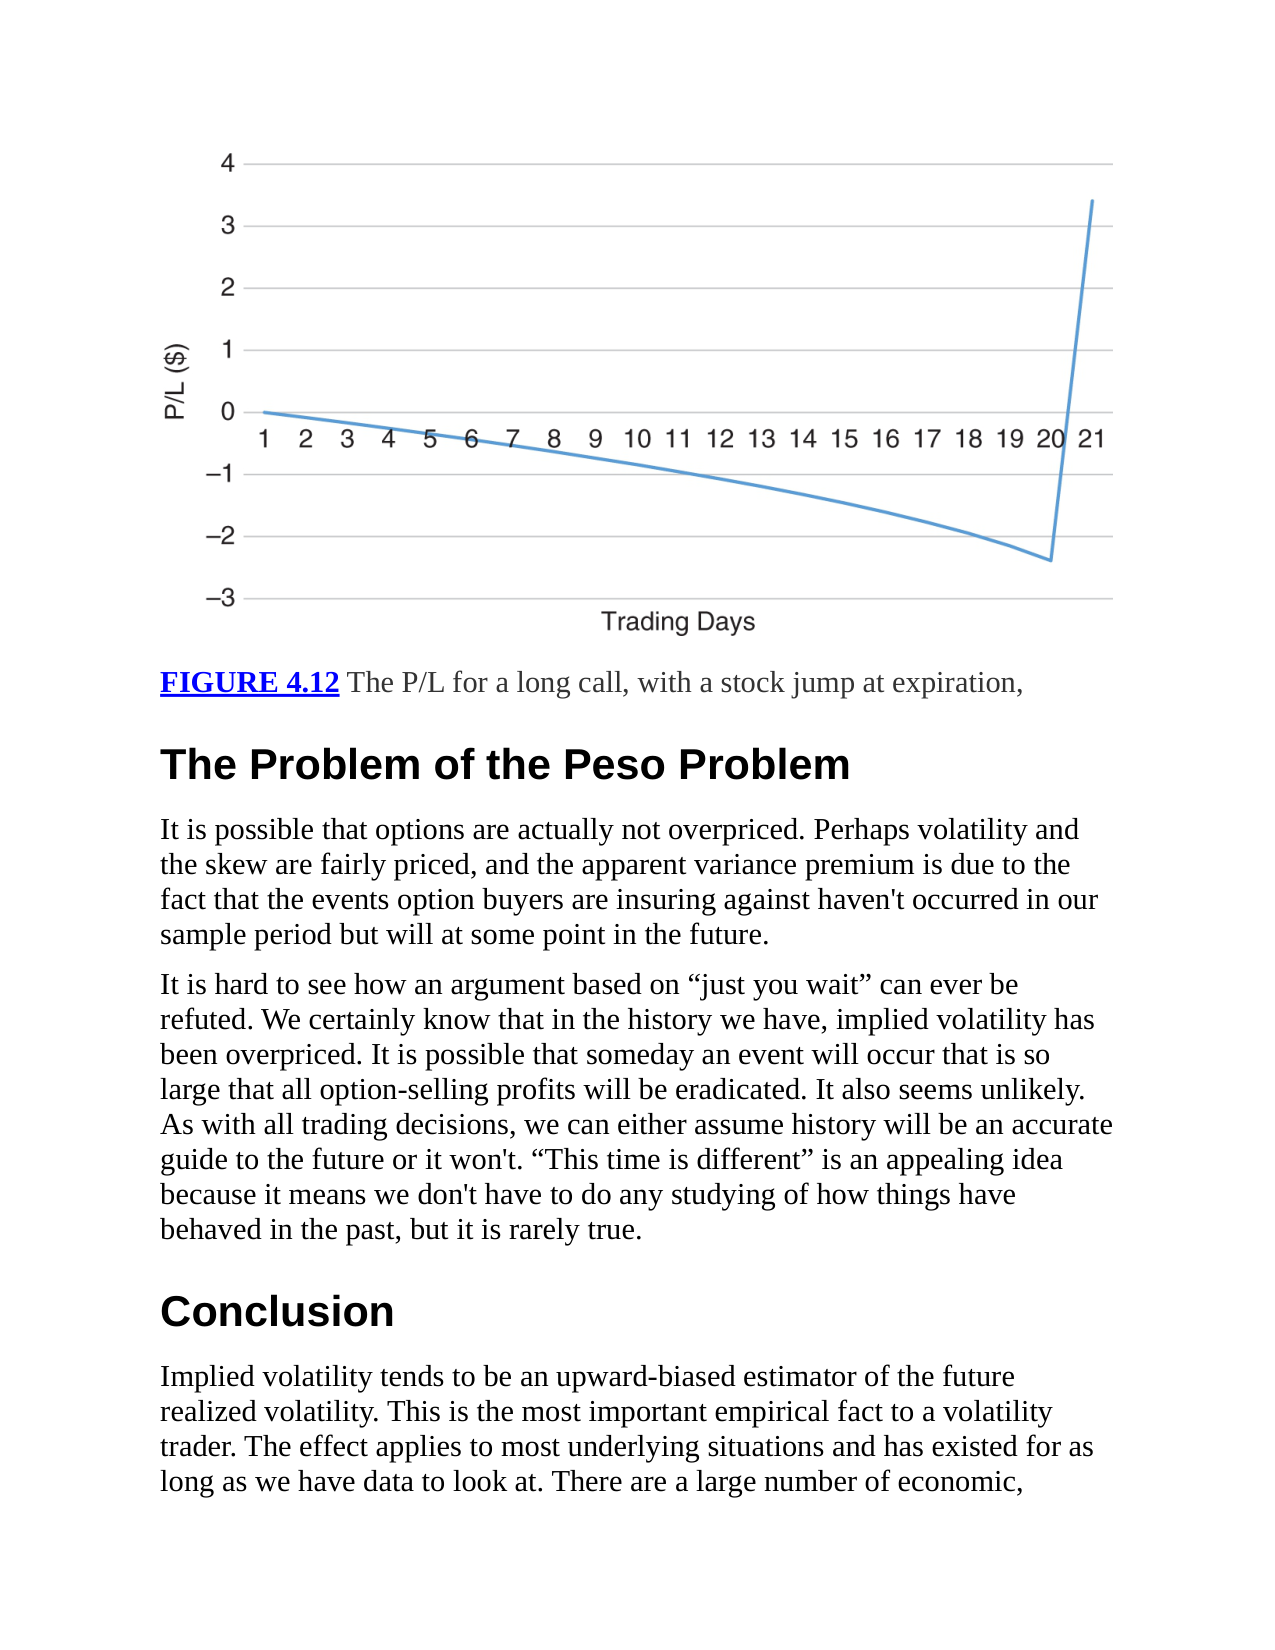 4
3
2
1
0
1 2 3 4 5 6 7 8 9 10 11 12 13 14 15 16 17 18 19 20 21
–1
–2
–3
P/L ($)
Trading Days
FIGURE 4.12 The P/L for a long call, with a stock jump at expiration,
The Problem of the Peso Problem
It is possible that options are actually not overpriced. Perhaps volatility and
the skew are fairly priced, and the apparent variance premium is due to the
fact that the events option buyers are insuring against haven't occurred in our
sample period but will at some point in the future.
It is hard to see how an argument based on “just you wait” can ever be
refuted. We certainly know that in the history we have, implied volatility has
been overpriced. It is possible that someday an event will occur that is so
large that all option-selling profits will be eradicated. It also seems unlikely.
As with all trading decisions, we can either assume history will be an accurate
guide to the future or it won't. “This time is different” is an appealing idea
because it means we don't have to do any studying of how things have
behaved in the past, but it is rarely true.
Conclusion
Implied volatility tends to be an upward-biased estimator of the future
realized volatility. This is the most important empirical fact to a volatility
trader. The effect applies to most underlying situations and has existed for as
long as we have data to look at. There are a large number of economic,